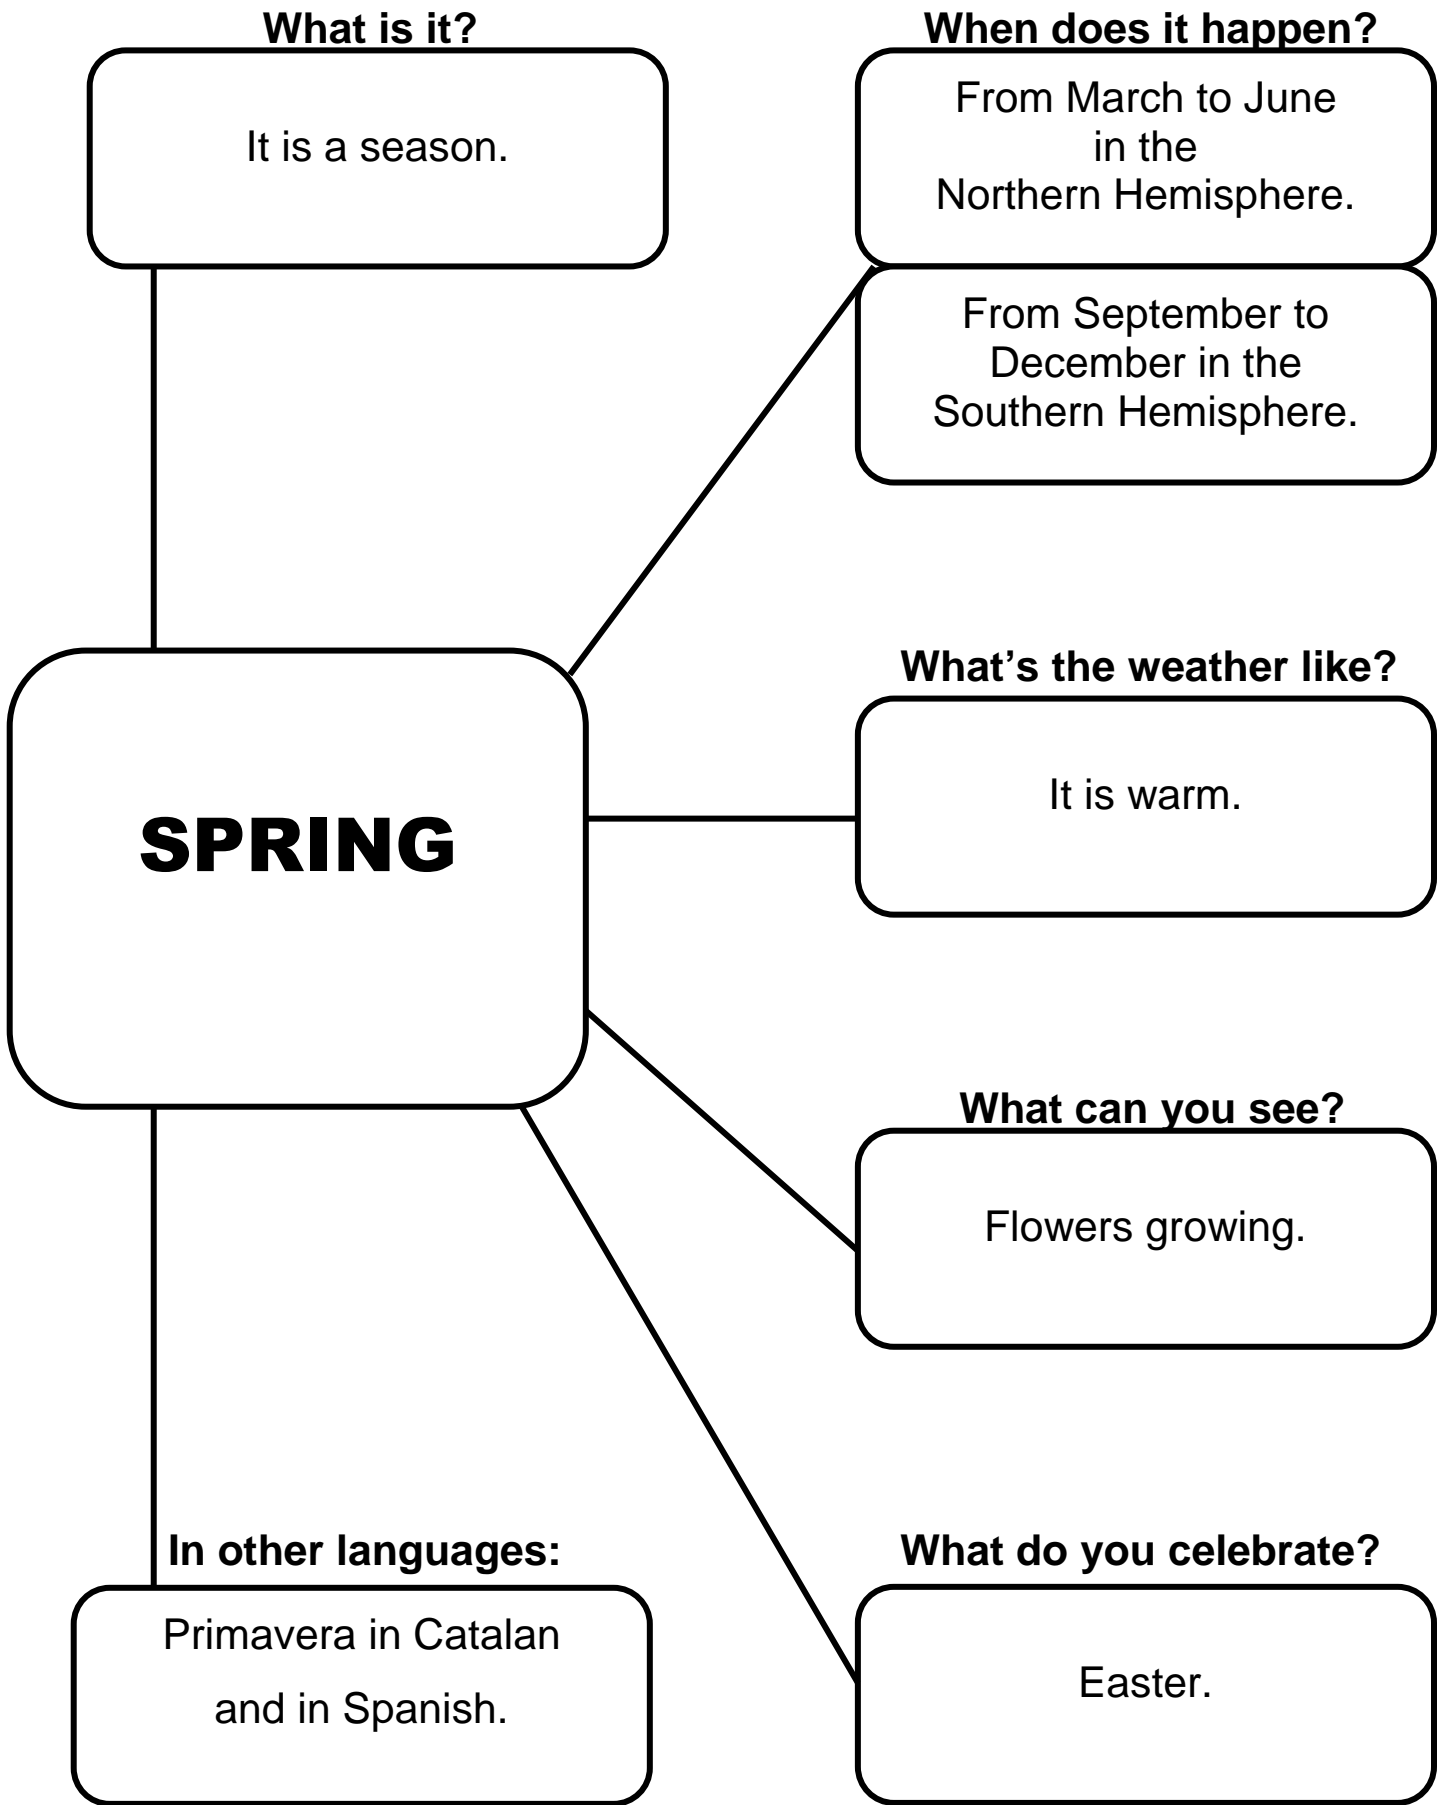 What is it?
It is a season.
When does it happen?
From March to June
in the
Northern Hemisphere.
From September to
December in the
Southern Hemisphere.
What’s the weather like?
It is warm.
SPRING
What can you see?
Flowers growing.
In other languages:
Primavera in Catalan
and in Spanish.
What do you celebrate?
Easter.